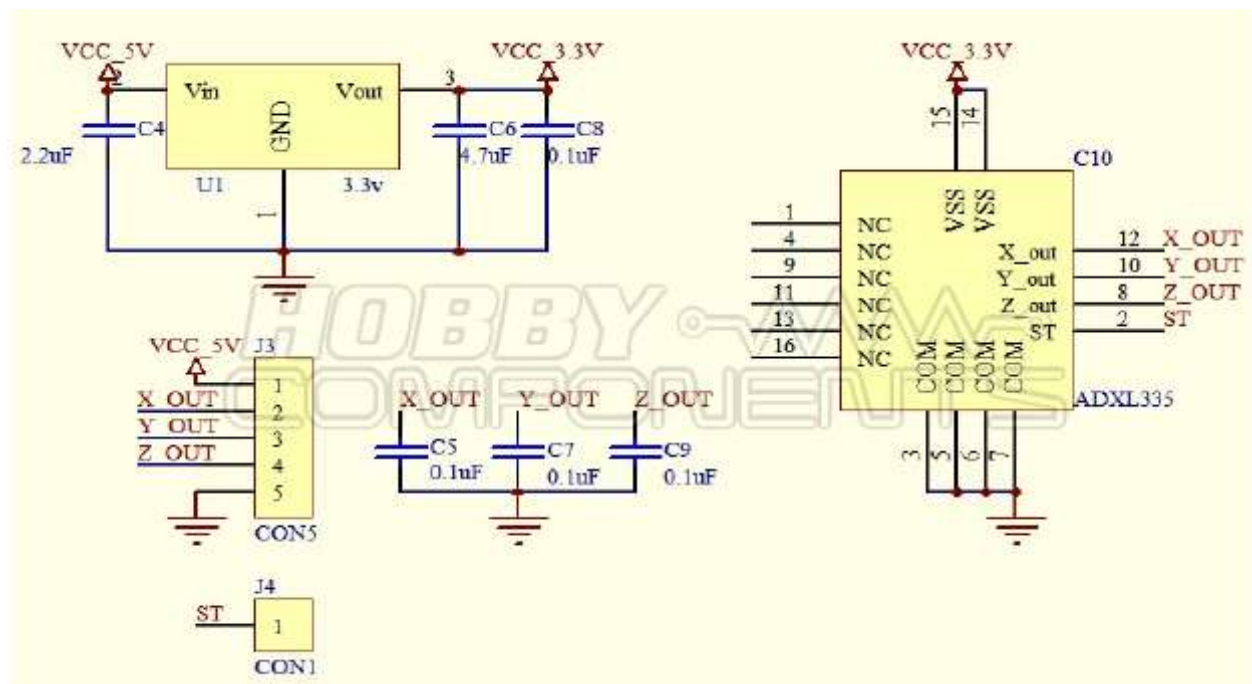 VCC_5V
VCC_3.3V
VCC_3.3V
2
Vin
Vout
3
GND
C4
2.2uF
C6
4.7uF
C8
0.1uF
U1
3.3v
1
15
14
C10
VSS
VSS
1
NC
4
NC
9
NC
11
NC
13
NC
16
NC
X_out
12
X_OUT
Y_out
10
Y_OUT
Z_out
8
Z_OUT
ST
2
ST
COM
COM
COM
COM
ADXL335
3
5
6
7
HOBBY
COMPONENTS
VCC_5V
J3
1
X_OUT
2
Y_OUT
3
Z_OUT
4
5
CON5
X_OUT
Y_OUT
Z_OUT
C5
0.1uF
C7
0.1uF
C9
0.1uF
J4
ST
1
CON1